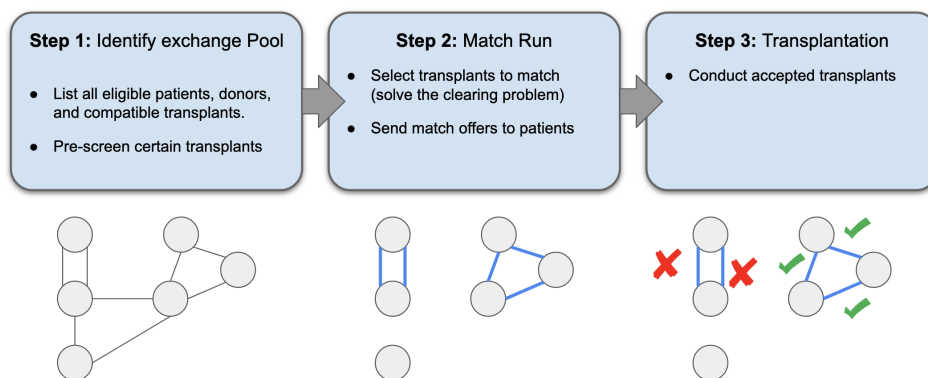 Step 1: Identify exchange Pool
● List all eligible patients, donors,
and compatible transplants.
● Pre-screen certain transplants
Step 2: Match Run
● Select transplants to match
(solve the clearing problem)
● Send match offers to patients
Step 3: Transplantation
● Conduct accepted transplants